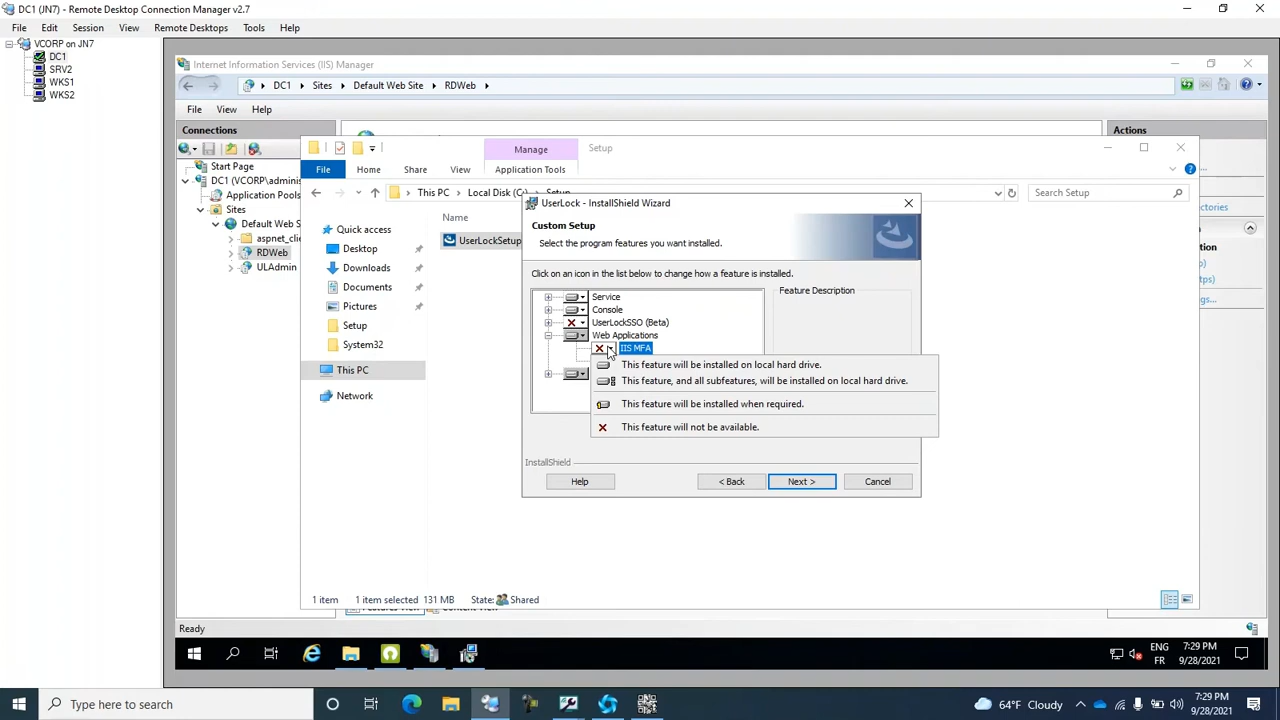 DC1 (JN7) - Remote Desktop Connection Manager v2.7
File Edit Session View Remote Desktops Tools Help
VCORP on JN7
DC1
SRV2
WKS1
WKS2
Internet Information Services (IIS) Manager
DC1 Sites Default Web Site RDWeb
File View Help
Connections
Start Page
DC1 (VCORP\adminis
Application Pools
Sites
Default Web S
aspnet_clie
RDWeb
ULAdmin
Actions
Manage Setup
File Home Share View Application Tools
This PC Local Disk (C:) Setup Search Setup
Name
UserLockSetup
Quick access
Desktop
Downloads
Documents
Pictures
Setup
System32
This PC
Network
UserLock - InstallShield Wizard
Custom Setup
Select the program features you want installed.
Click on an icon in the list below to change how a feature is installed.
Feature Description
Service
Console
UserLockSSO (Beta)
Web Applications
IIS MFA
This feature will be installed on local hard drive.
This feature, and all subfeatures, will be installed on local hard drive.
This feature will be installed when required.
This feature will not be available.
InstallShield
Help < Back Next > Cancel
1 item 1 item selected 131 MB State: Shared
Ready
ENG
FR
7:29 PM
9/28/2021
Type here to search
64°F Cloudy
7:29 PM
9/28/2021